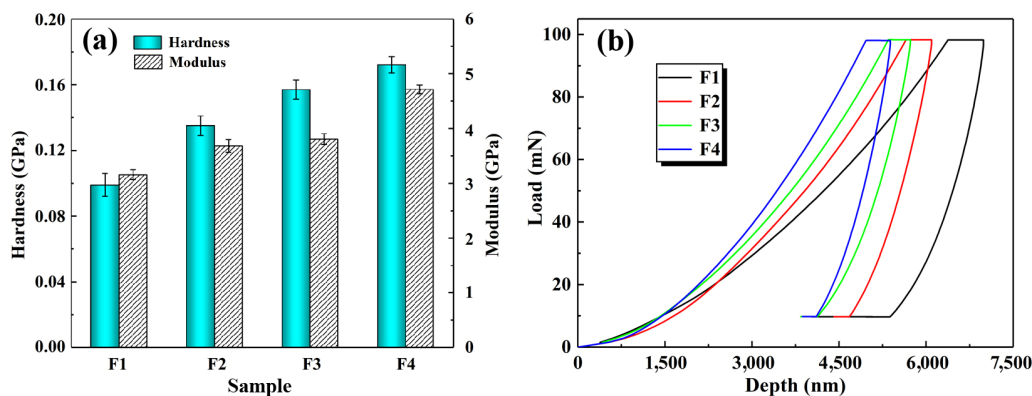 (a)
Hardness
Modulus
Hardness (GPa)
0.20
0.16
0.12
0.08
0.04
0.00
F1 F2 F3 F4
Sample
6
5
4
3
2
1
0
Modulus (GPa)
(b)
F1
F2
F3
F4
Load (mN)
100
80
60
40
20
0
0 1,500 3,000 4,500 6,000 7,500
Depth (nm)